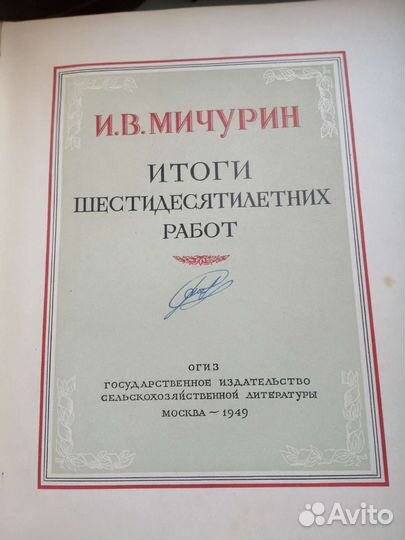 И.В. МИЧУРИН
ИТОГИ
ШЕСТИДЕСЯТИЛЕТНИХ
РАБОТ
ОГИЗ
ГОСУДАРСТВЕННОЕ ИЗДАТЕЛЬСТВО
СЕЛЬСКОХОЗЯЙСТВЕННОЙ ЛИТЕРАТУРЫ
МОСКВА ~ 1949
Avito